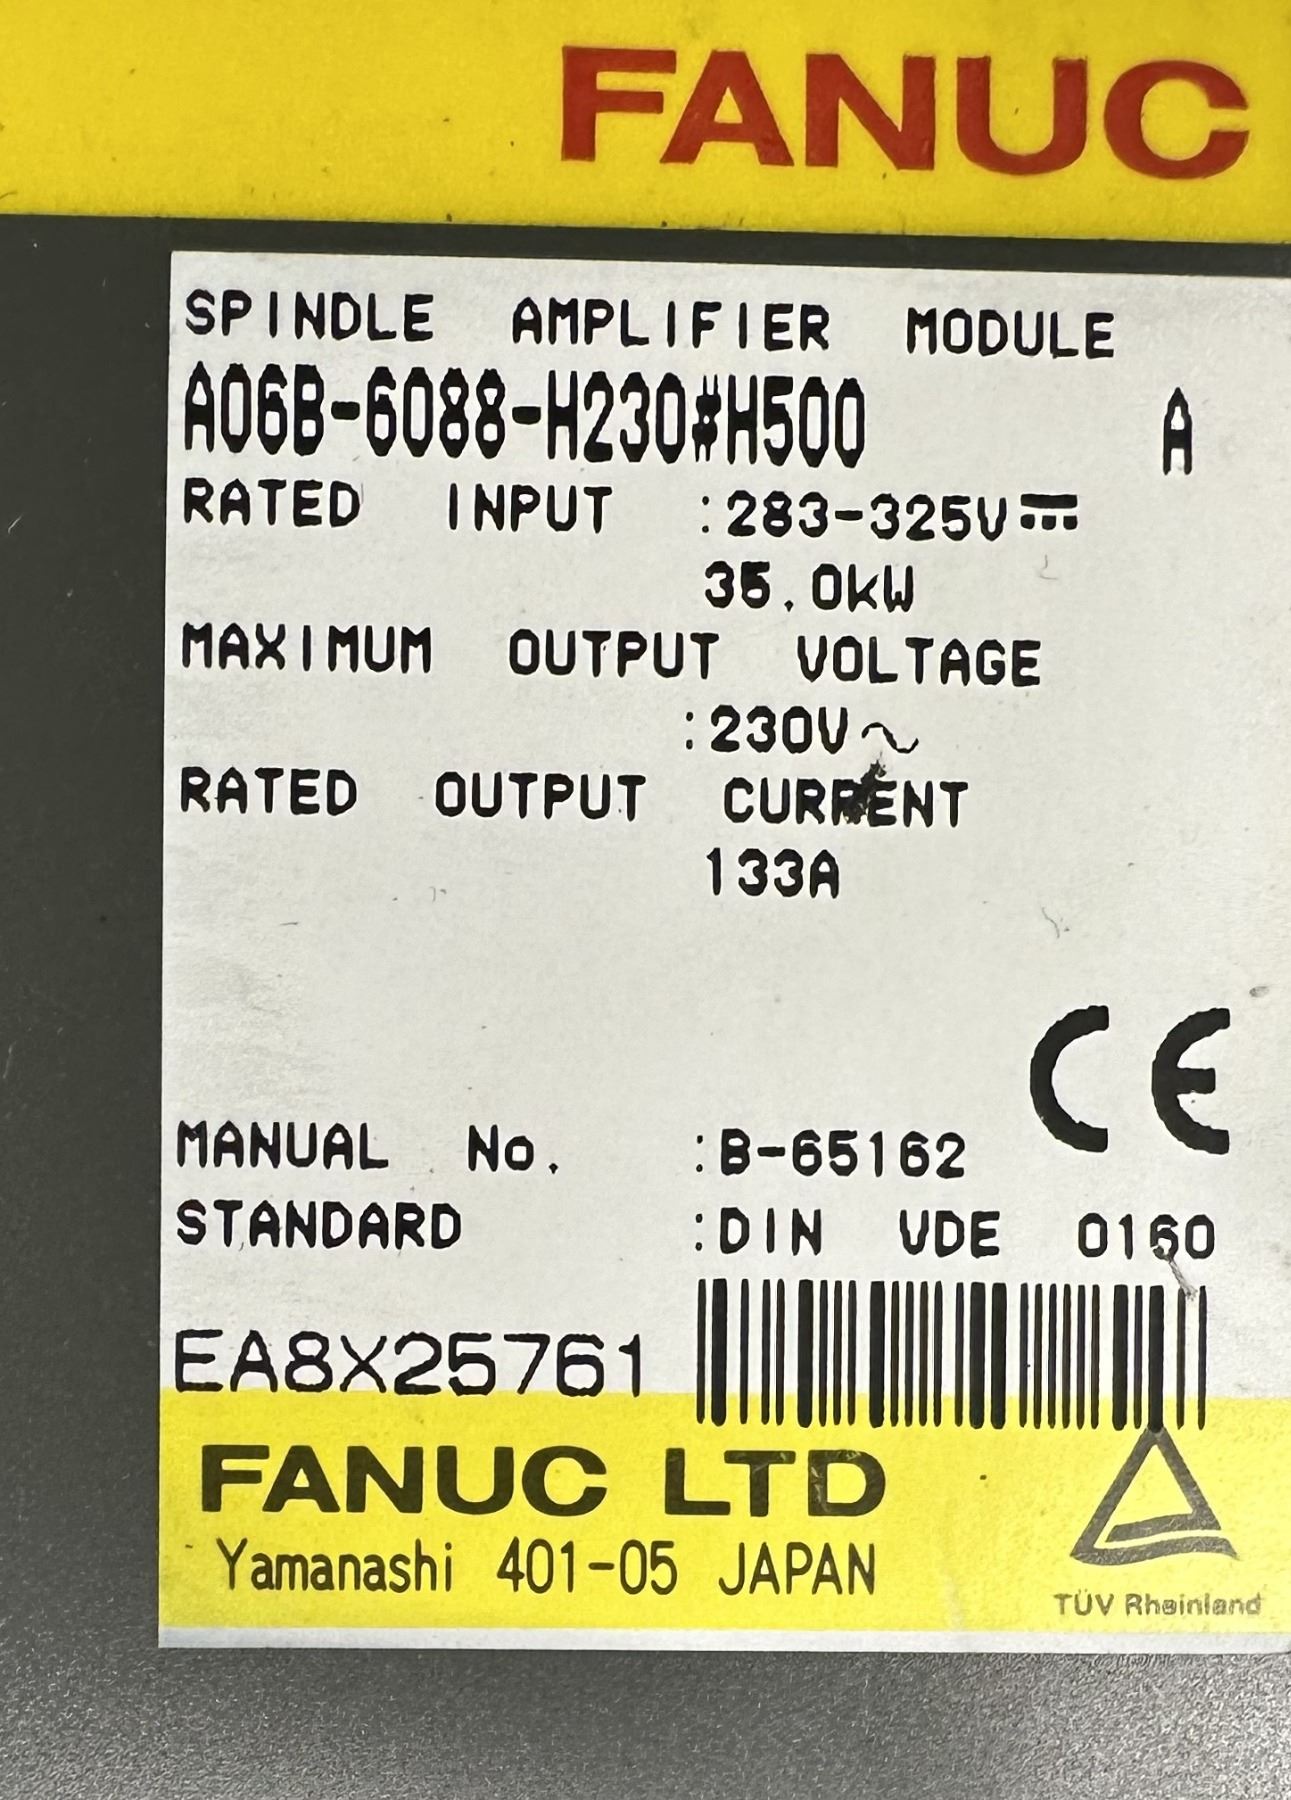 FANUC
SPINDLE AMPLIFIER MODULE
A06B-6088-H230#H500 A
RATED INPUT :283-325V⎓
35.0kW
MAXIMUM OUTPUT VOLTAGE
:230V~
RATED OUTPUT CURRENT
133A
CE
MANUAL No. :B-65162
STANDARD :DIN VDE 0160
EA8X25761
FANUC LTD
Yamanashi 401-05 JAPAN
TÜV Rheinland